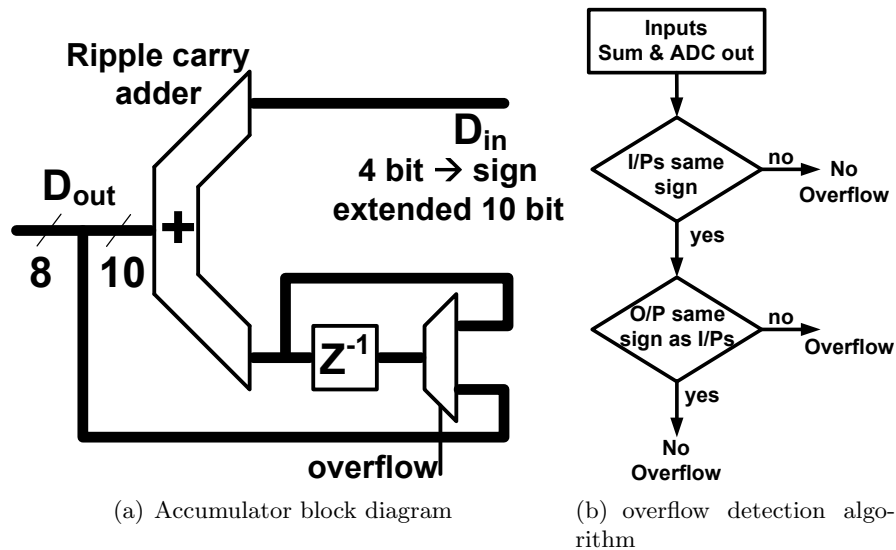 Ripple carry
adder
D_in
4 bit → sign
extended 10 bit
D_out
8
10
+
Z^-1
overflow
(a) Accumulator block diagram
Inputs
Sum & ADC out
I/Ps same
sign
no
No
Overflow
yes
O/P same
sign as I/Ps
no
Overflow
yes
No
Overflow
(b) overflow detection algo-
rithm